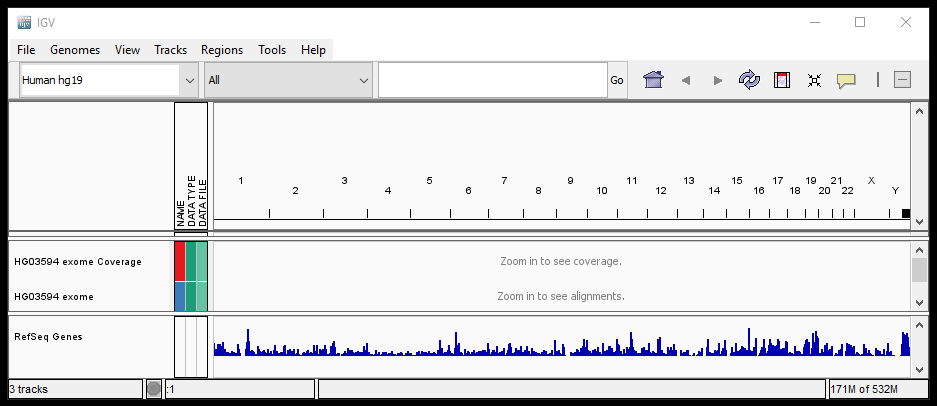 IGV
File Genomes View Tracks Regions Tools Help
Human hg19 All Go
NAME
DATA TYPE
DATA FILE
1 2 3 4 5 6 7 8 9 10 11 12 13 14 15 16 17 18 19 20 21 22 X Y
HG03594 exome Coverage Zoom in to see coverage.
HG03594 exome Zoom in to see alignments.
RefSeq Genes
3 tracks :1 171M of 532M